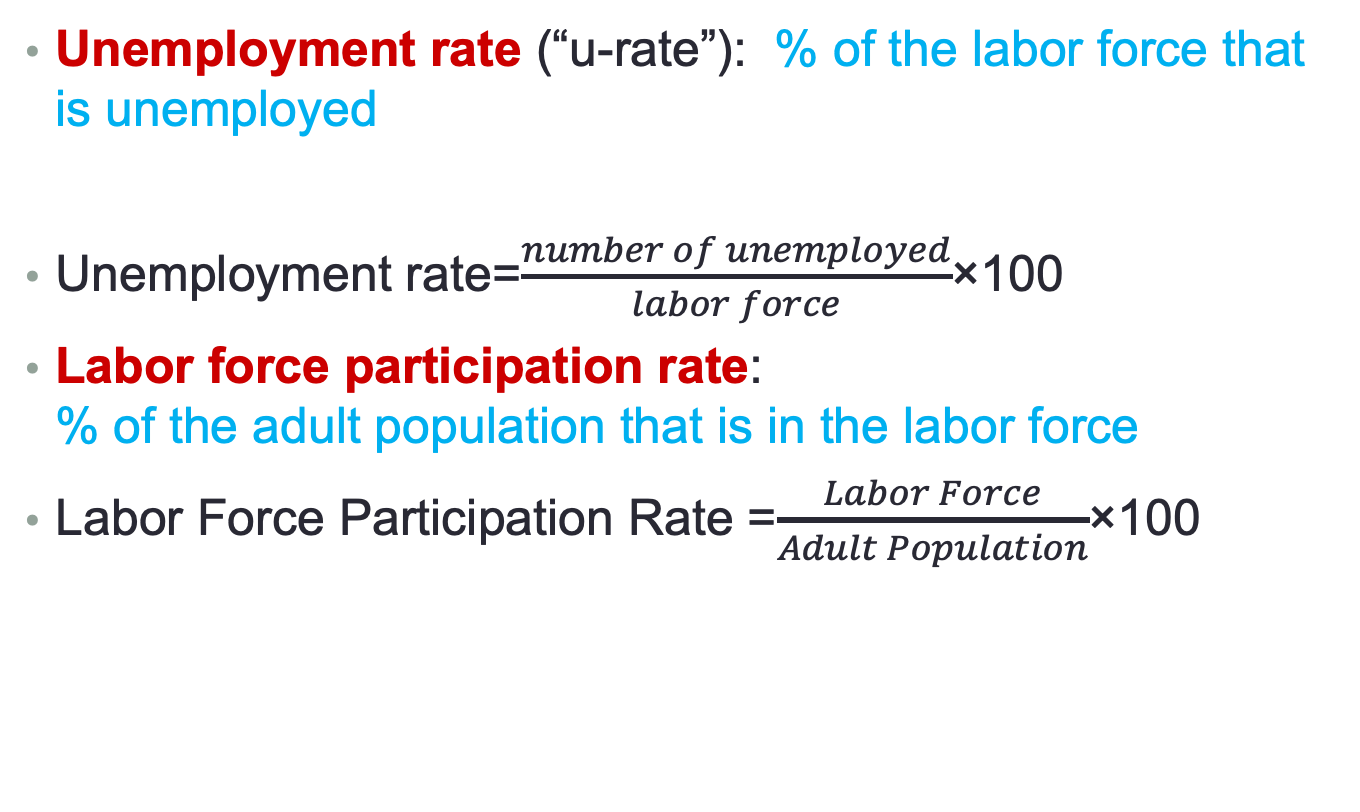 • Unemployment rate (“u-rate”): % of the labor force that
is unemployed
• Unemployment rate=number of unemployed/labor force×100
• Labor force participation rate:
% of the adult population that is in the labor force
• Labor Force Participation Rate =Labor Force/Adult Population×100